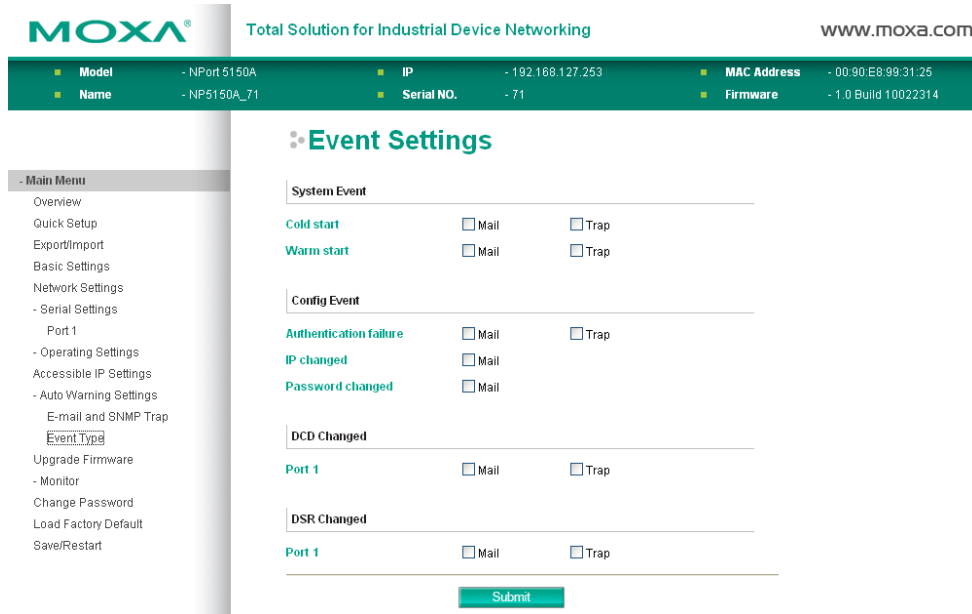 MOXA® Total Solution for Industrial Device Networking www.moxa.com
Model - NPort 5150A IP - 192.168.127.253 MAC Address - 00:90:E8:99:31:25
Name - NP5150A_71 Serial NO. - 71 Firmware - 1.0 Build 10022314
- Main Menu
Overview
Quick Setup
Export/Import
Basic Settings
Network Settings
- Serial Settings
Port 1
- Operating Settings
Accessible IP Settings
- Auto Warning Settings
E-mail and SNMP Trap
Event Type
Upgrade Firmware
- Monitor
Change Password
Load Factory Default
Save/Restart
Event Settings
System Event
Cold start Mail Trap
Warm start Mail Trap
Config Event
Authentication failure Mail Trap
IP changed Mail
Password changed Mail
DCD Changed
Port 1 Mail Trap
DSR Changed
Port 1 Mail Trap
Submit